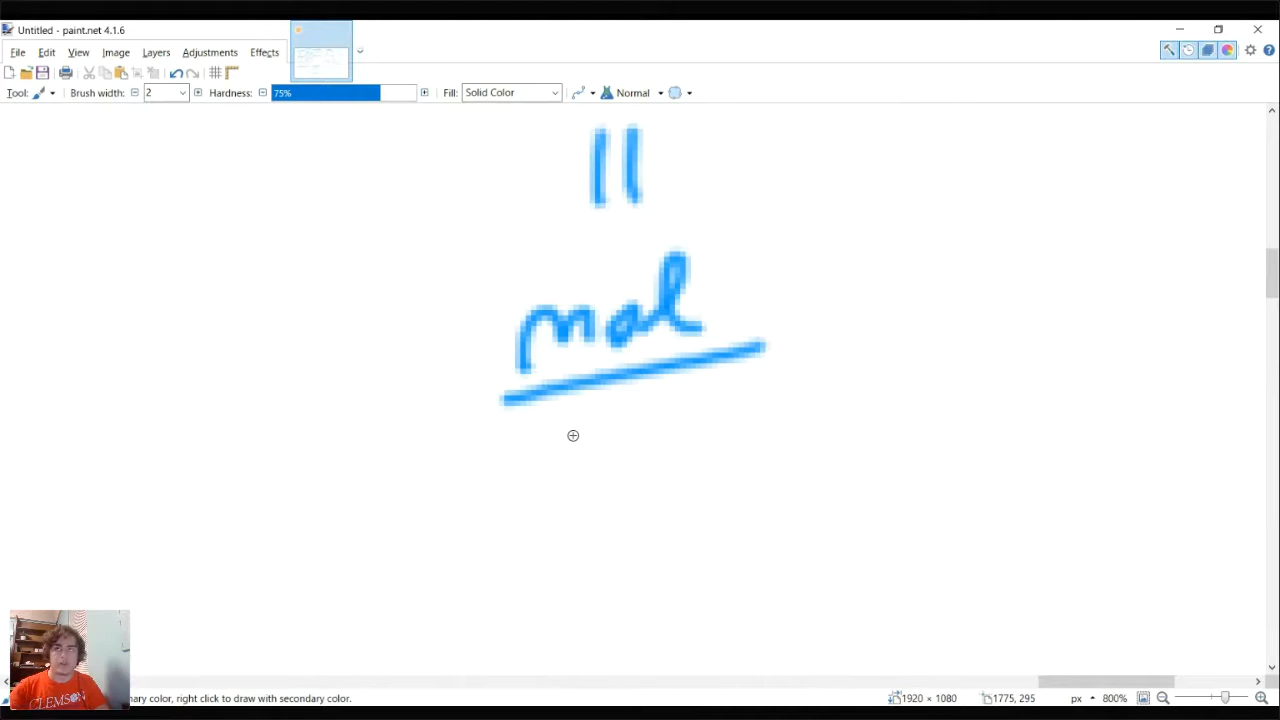 Untitled - paint.net 4.1.6
File Edit View Image Layers Adjustments Effects
Tool: Brush width: 2 Hardness: 75% Fill: Solid Color Normal
||
mol
CLEMSON
nary color, right click to draw with secondary color.
1920 × 1080
1775, 295
px
800%